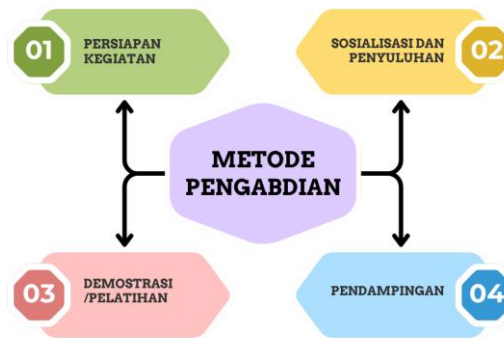 01
PERSIAPAN
KEGIATAN
SOSIALISASI DAN
PENYULUHAN
02
METODE
PENGABDIAN
03
DEMOSTRASI
/PELATIHAN
PENDAMPINGAN
04